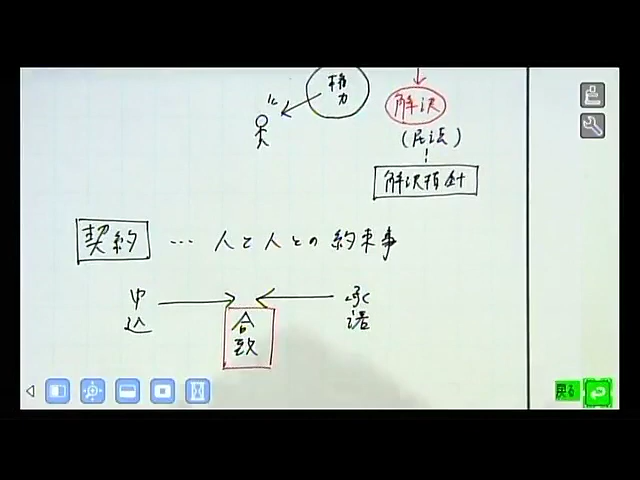 権力
解決
(民法)
解決指針
契約 … 人と人との約束事
申込 承諾
合致
戻る